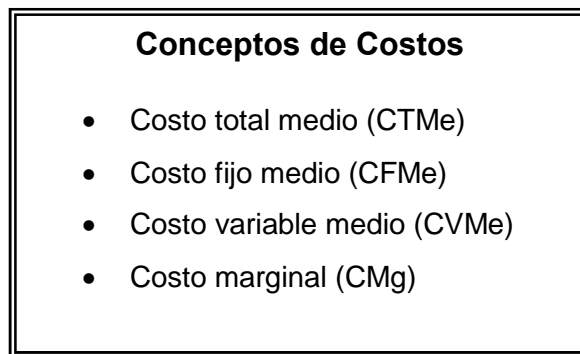 Conceptos de Costos
• Costo total medio (CTMe)
• Costo fijo medio (CFMe)
• Costo variable medio (CVMe)
• Costo marginal (CMg)